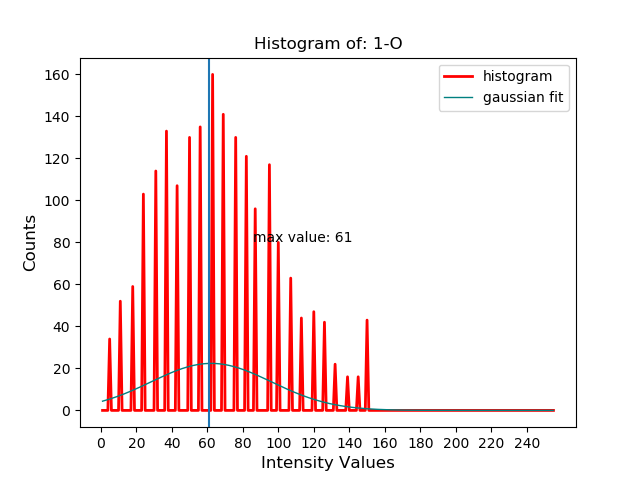 Histogram of: 1-O
histogram
gaussian fit
max value: 61
Counts
160
140
120
100
80
60
40
20
0
0 20 40 60 80 100 120 140 160 180 200 220 240
Intensity Values